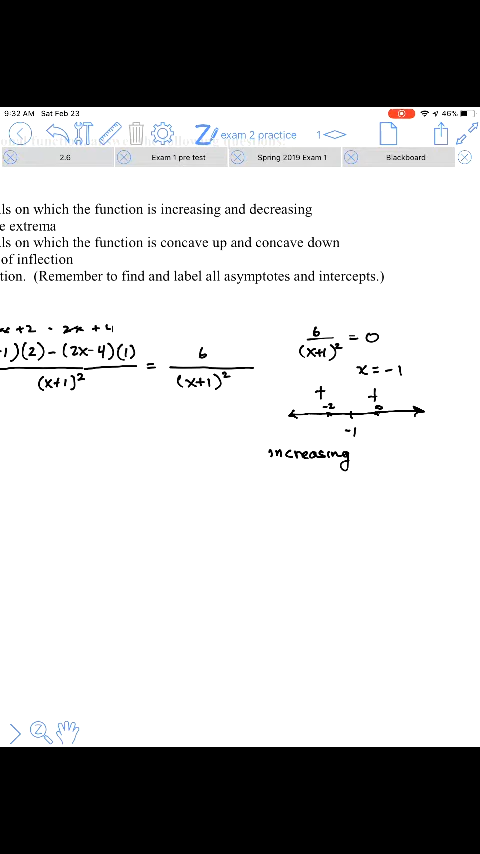 9:32 AM Sat Feb 23 46%
exam 2 practice 1
2.6 Exam 1 pre test Spring 2019 Exam 1 Blackboard
ls on which the function is increasing and decreasing
e extrema
ls on which the function is concave up and concave down
of inflection
tion. (Remember to find and label all asymptotes and intercepts.)
+2 - 2x + 4
1)(2) - (2x-4)(1) = 6
(x+1)² (x+1)²
6 = 0
(x+1)²
x = -1
+ +
-2 0
-1
increasing